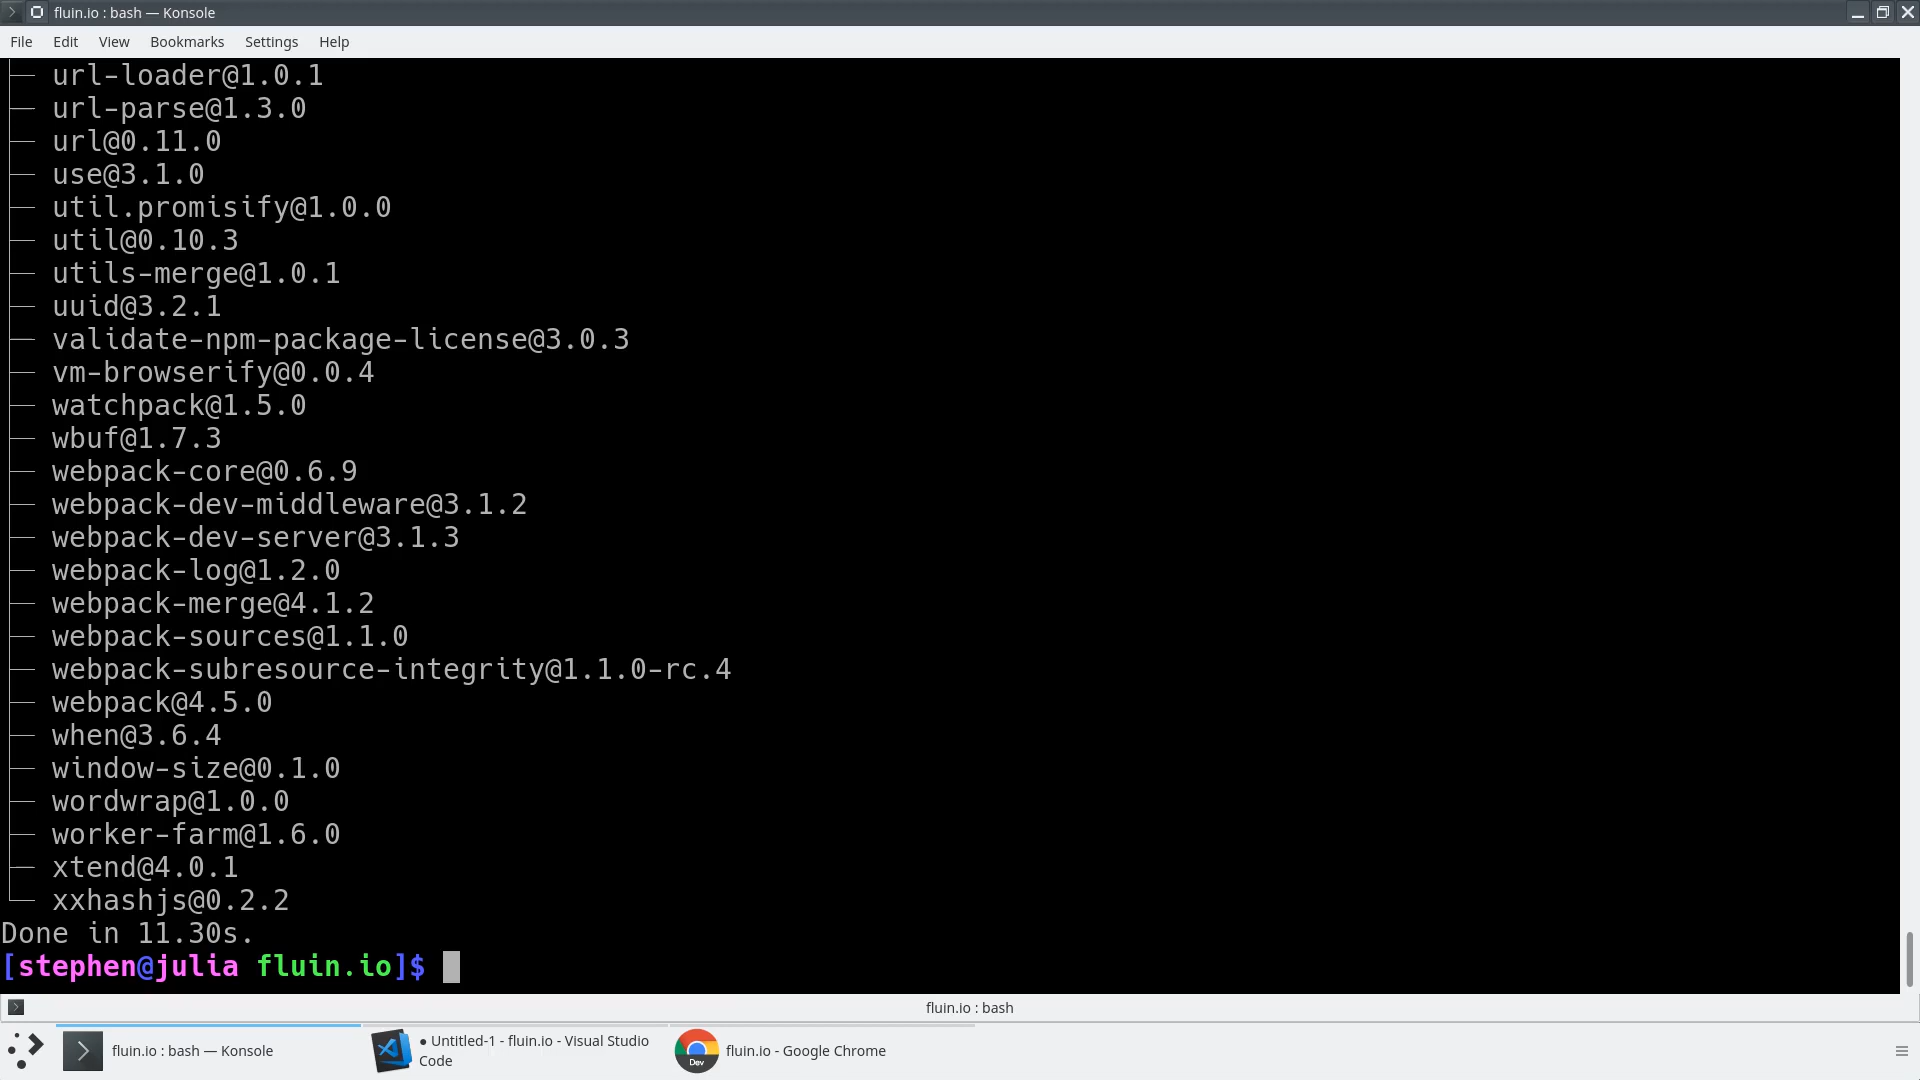 fluin.io : bash — Konsole
File Edit View Bookmarks Settings Help
├─ url-loader@1.0.1
├─ url-parse@1.3.0
├─ url@0.11.0
├─ use@3.1.0
├─ util.promisify@1.0.0
├─ util@0.10.3
├─ utils-merge@1.0.1
├─ uuid@3.2.1
├─ validate-npm-package-license@3.0.3
├─ vm-browserify@0.0.4
├─ watchpack@1.5.0
├─ wbuf@1.7.3
├─ webpack-core@0.6.9
├─ webpack-dev-middleware@3.1.2
├─ webpack-dev-server@3.1.3
├─ webpack-log@1.2.0
├─ webpack-merge@4.1.2
├─ webpack-sources@1.1.0
├─ webpack-subresource-integrity@1.1.0-rc.4
├─ webpack@4.5.0
├─ when@3.6.4
├─ window-size@0.1.0
├─ wordwrap@1.0.0
├─ worker-farm@1.6.0
├─ xtend@4.0.1
└─ xxhashjs@0.2.2
Done in 11.30s.
[stephen@julia fluin.io]$
fluin.io : bash
fluin.io : bash — Konsole
● Untitled-1 - fluin.io - Visual Studio
Code
Dev
fluin.io - Google Chrome